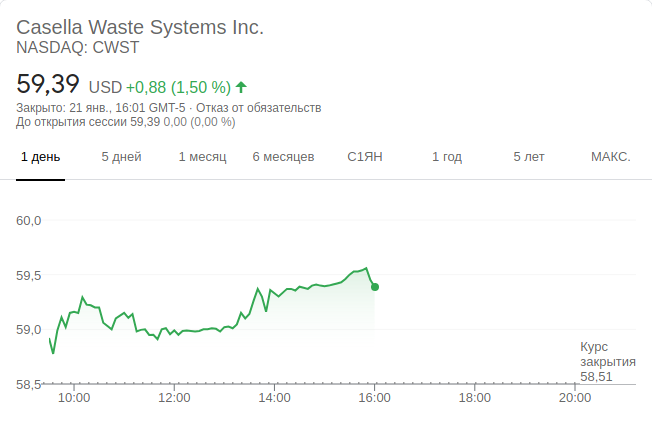 Casella Waste Systems Inc.
NASDAQ: CWST
59,39 USD +0,88 (1,50 %)
Закрыто: 21 янв., 16:01 GMT-5 · Отказ от обязательств
До открытия сессии 59,39 0,00 (0,00 %)
1 день 5 дней 1 месяц 6 месяцев С1ЯН 1 год 5 лет МАКС.
60,0
59,5
59,0
Курс
закрытия
58,51
58,5
10:00 12:00 14:00 16:00 18:00 20:00